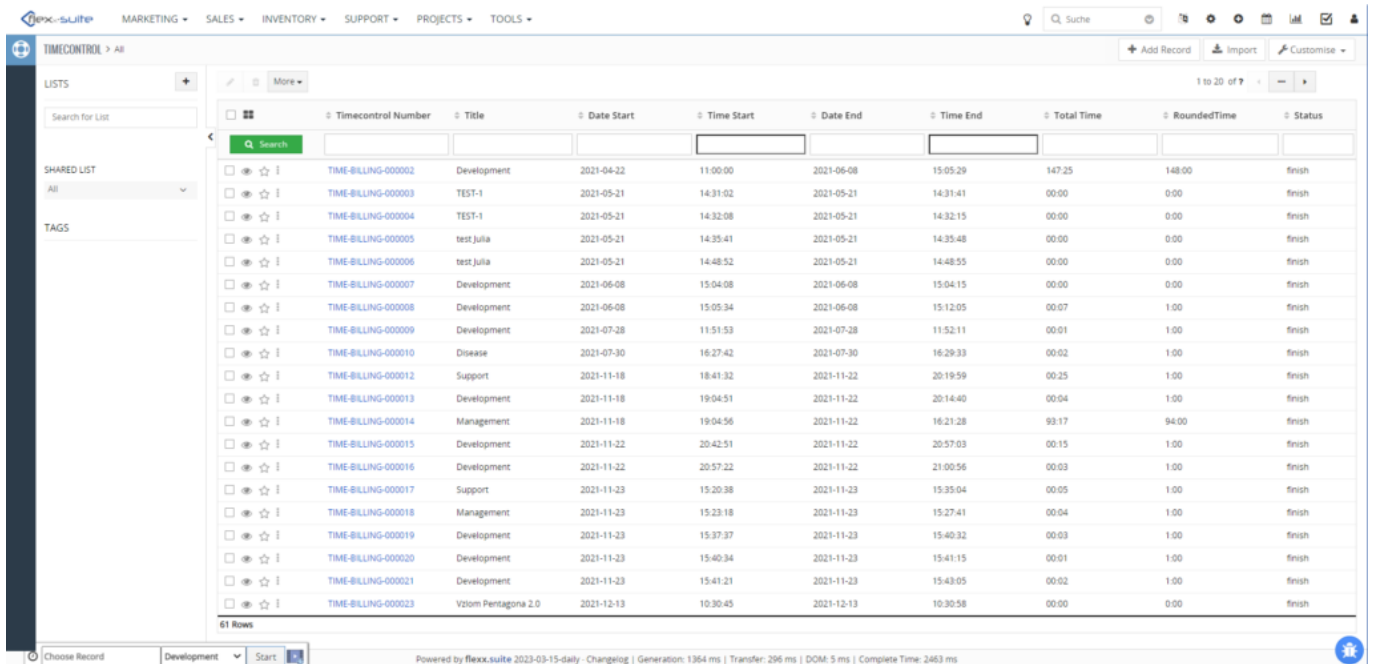 flexx.suite MARKETING SALES INVENTORY SUPPORT PROJECTS TOOLS Suche
TIMECONTROL > All + Add Record Import Customise
LISTS + More 1 to 20 of ?
Search for List
Timecontrol Number Title Date Start Time Start Date End Time End Total Time RoundedTime Status
Search
SHARED LIST
All
TAGS
TIME-BILLING-000002 Development 2021-04-22 11:00:00 2021-06-08 15:05:29 147:25 148:00 finish
TIME-BILLING-000003 TEST-1 2021-05-21 14:31:02 2021-05-21 14:31:41 00:00 0:00 finish
TIME-BILLING-000004 TEST-1 2021-05-21 14:32:08 2021-05-21 14:32:15 00:00 0:00 finish
TIME-BILLING-000005 test Julia 2021-05-21 14:35:41 2021-05-21 14:35:48 00:00 0:00 finish
TIME-BILLING-000006 test Julia 2021-05-21 14:48:52 2021-05-21 14:48:55 00:00 0:00 finish
TIME-BILLING-000007 Development 2021-06-08 15:04:08 2021-06-08 15:04:15 00:00 0:00 finish
TIME-BILLING-000008 Development 2021-06-08 15:05:34 2021-06-08 15:12:05 00:07 1:00 finish
TIME-BILLING-000009 Development 2021-07-28 11:51:53 2021-07-28 11:52:11 00:01 1:00 finish
TIME-BILLING-000010 Disease 2021-07-30 16:27:42 2021-07-30 16:29:33 00:02 1:00 finish
TIME-BILLING-000012 Support 2021-11-18 18:41:32 2021-11-22 20:19:59 00:25 1:00 finish
TIME-BILLING-000013 Development 2021-11-18 19:04:51 2021-11-22 20:14:40 00:04 1:00 finish
TIME-BILLING-000014 Management 2021-11-18 19:04:56 2021-11-22 16:21:28 93:17 94:00 finish
TIME-BILLING-000015 Development 2021-11-22 20:42:51 2021-11-22 20:57:03 00:15 1:00 finish
TIME-BILLING-000016 Development 2021-11-22 20:57:22 2021-11-22 21:00:56 00:03 1:00 finish
TIME-BILLING-000017 Support 2021-11-23 15:20:38 2021-11-23 15:35:04 00:05 1:00 finish
TIME-BILLING-000018 Management 2021-11-23 15:23:18 2021-11-23 15:27:41 00:04 1:00 finish
TIME-BILLING-000019 Development 2021-11-23 15:37:37 2021-11-23 15:40:32 00:03 1:00 finish
TIME-BILLING-000020 Development 2021-11-23 15:40:34 2021-11-23 15:41:15 00:01 1:00 finish
TIME-BILLING-000021 Development 2021-11-23 15:41:21 2021-11-23 15:43:05 00:02 1:00 finish
TIME-BILLING-000023 Vzlom Pentagona 2.0 2021-12-13 10:30:45 2021-12-13 10:30:58 00:00 0:00 finish
61 Rows
Choose Record Development Start
Powered by flexx.suite 2023-03-15-daily - Changelog | Generation: 1364 ms | Transfer: 296 ms | DOM: 5 ms | Complete Time: 2463 ms